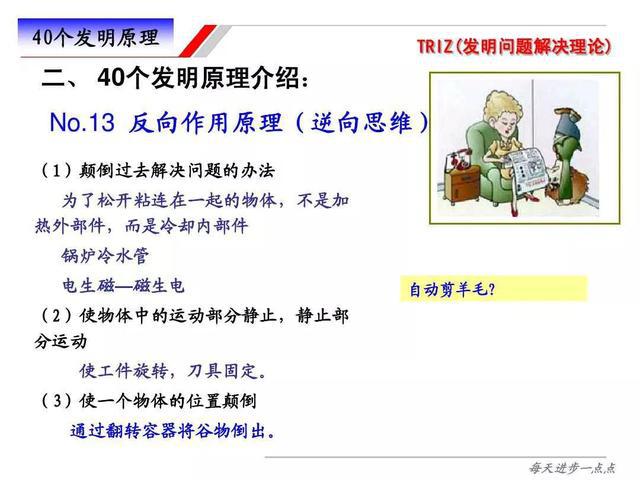 40个发明原理
TRIZ(发明问题解决理论)
二、 40个发明原理介绍：
No.13 反向作用原理（逆向思维）
（1）颠倒过去解决问题的办法
为了松开粘连在一起的物体，不是加
热外部件，而是冷却内部件
锅炉冷水管
电生磁—磁生电
（2）使物体中的运动部分静止，静止部
分运动
使工件旋转，刀具固定。
（3）使一个物体的位置颠倒
通过翻转容器将谷物倒出。
自动剪羊毛？
每天进步一点点